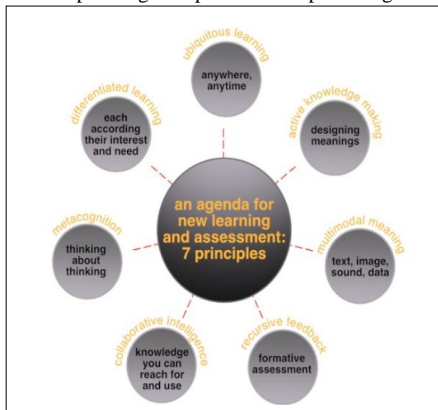 ubiquitous learning
anywhere,
anytime
active knowledge making
designing
meanings
multimodal meaning
text, image,
sound, data
recursive feedback
formative
assessment
collaborative intelligence
knowledge
you can
reach for
and use
metacognition
thinking
about
thinking
differentiated learning
each
according
their interest
and need
an agenda for
new learning
and assessment:
7 principles